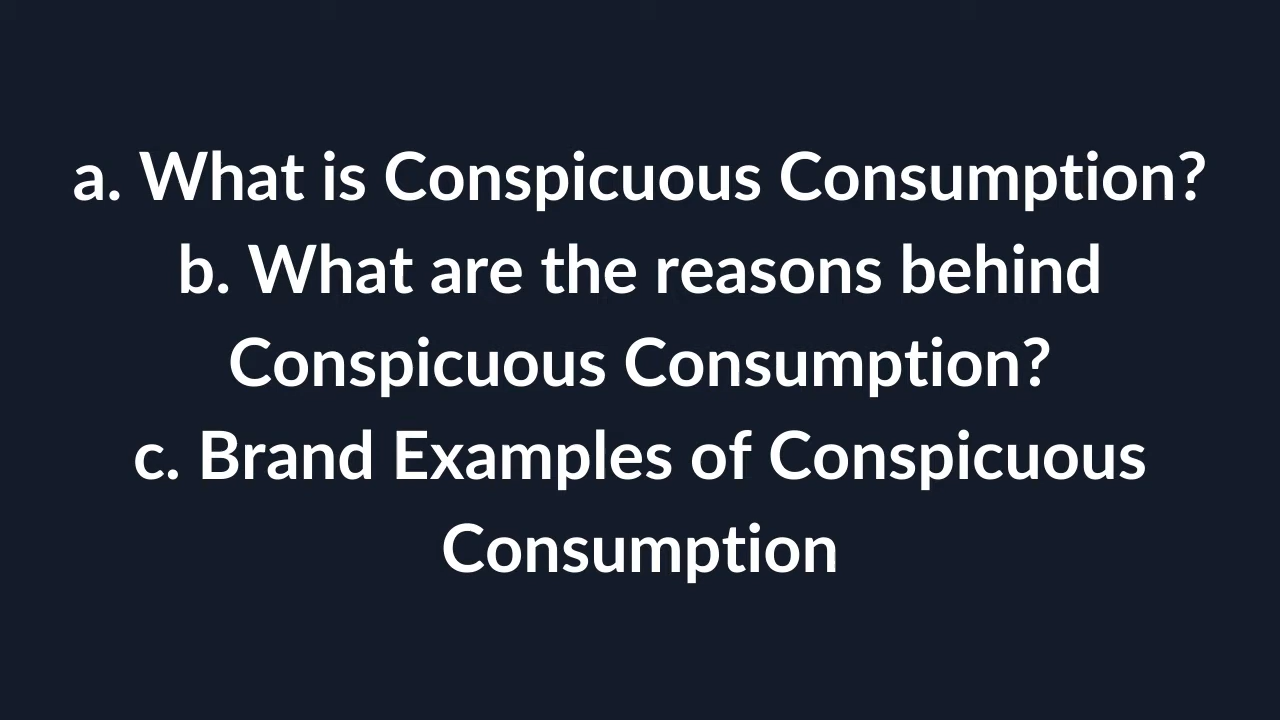 a. What is Conspicuous Consumption?
b. What are the reasons behind
Conspicuous Consumption?
c. Brand Examples of Conspicuous
Consumption